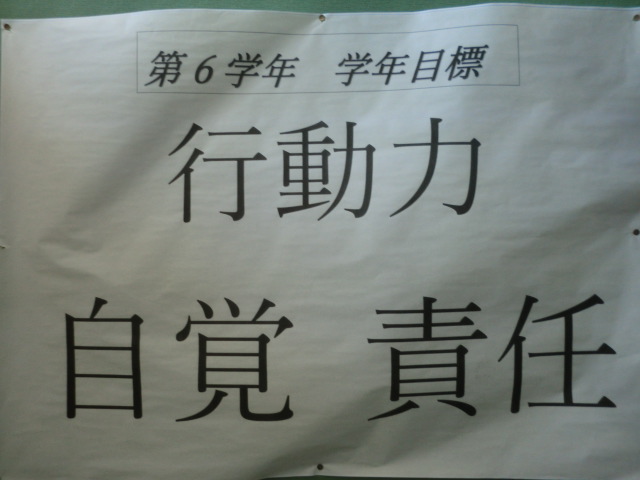 第6学年　学年目標
行動力
自覚 責任